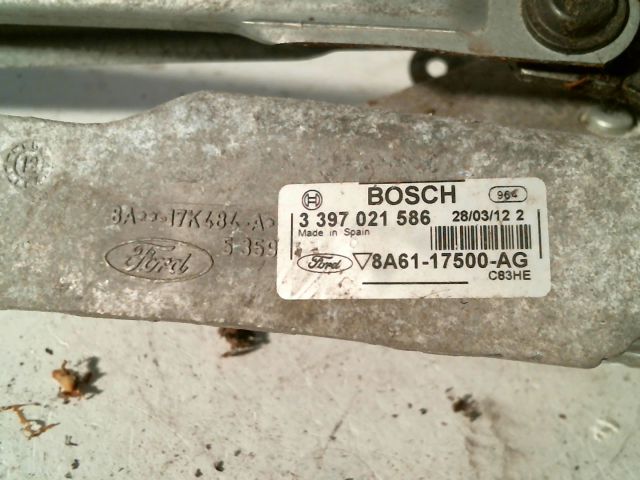 BOSCH 964
3 397 021 586 28/03/12 2
Made in Spain
Ford 8A61-17500-AG
C83HE
17K484-A
Ford